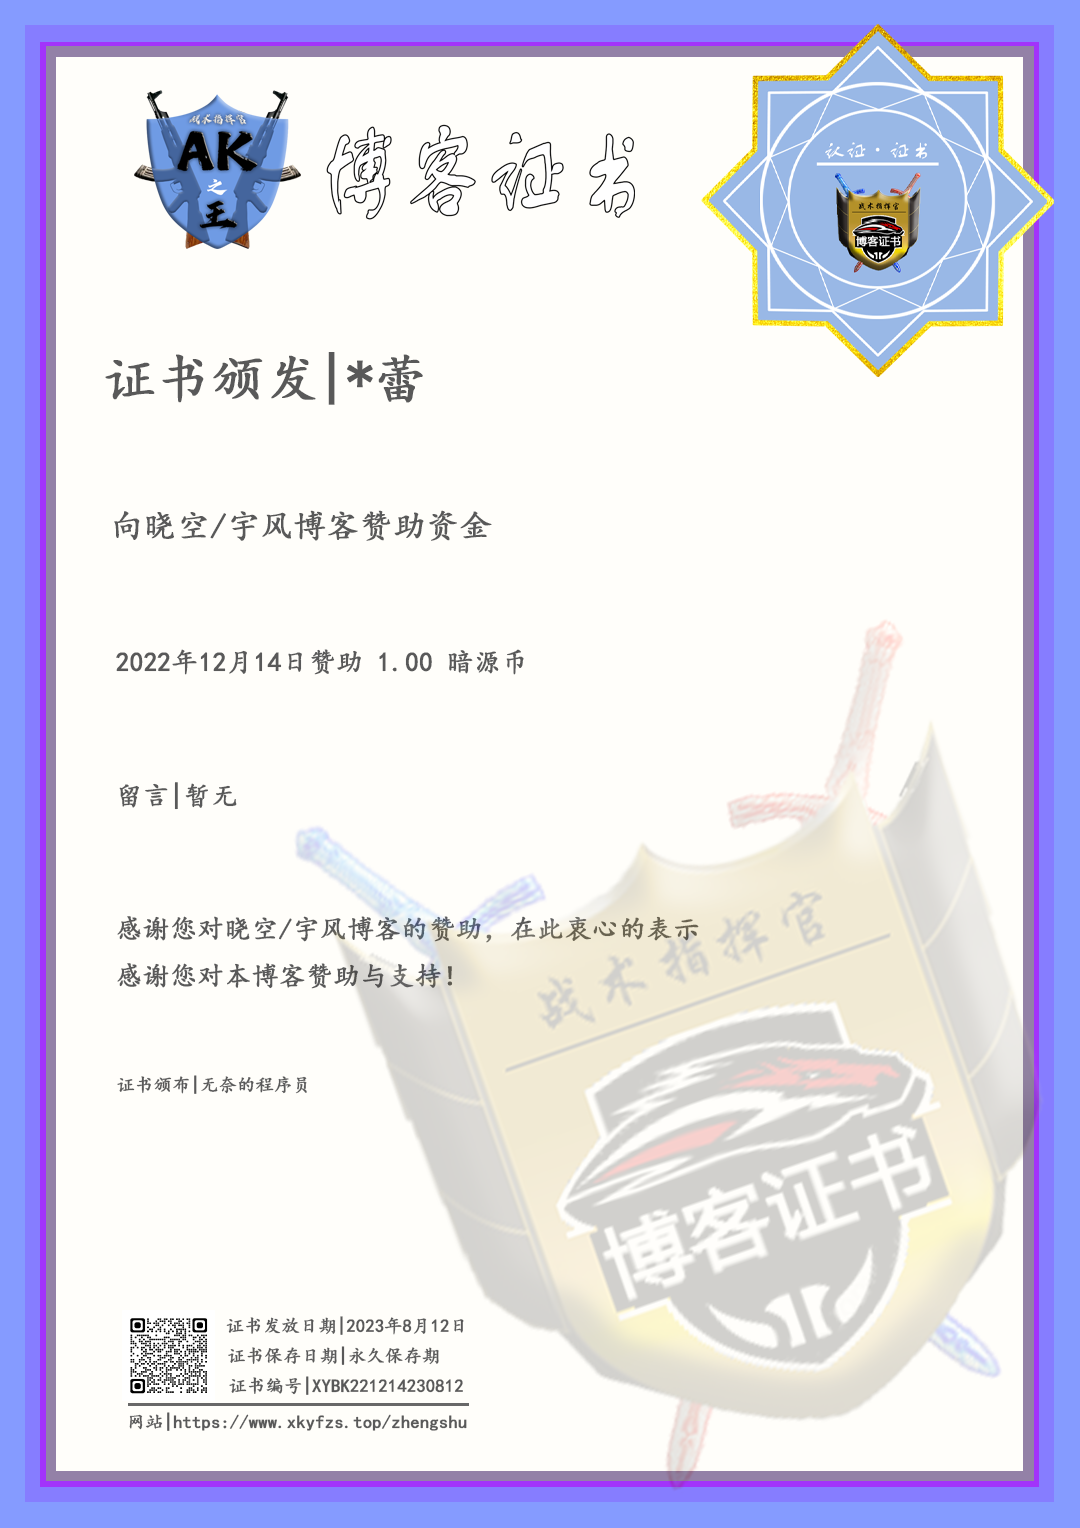 战术指挥官
AK
之
王
博客证书
认证·证书
战术指挥官
博客证书
证书颁发|*蕾
向晓空/宇风博客赞助资金
2022年12月14日赞助 1.00 暗源币
留言|暂无
感谢您对晓空/宇风博客的赞助，在此衷心的表示
感谢您对本博客赞助与支持！
战术指挥官
博客证书
证书颁布|无奈的程序员
证书发放日期|2023年8月12日
证书保存日期|永久保存期
证书编号|XYBK221214230812
网站|https://www.xkyfzs.top/zhengshu